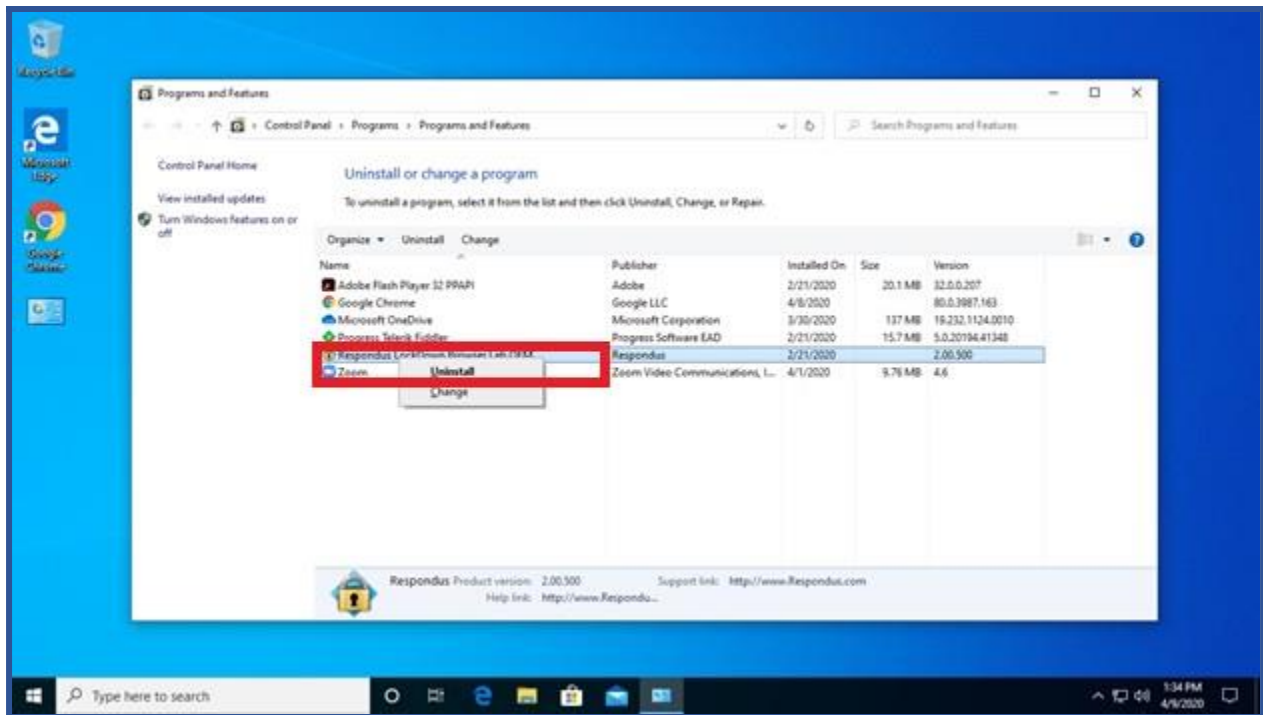 Recycle Bin
Microsoft
Edge
Google
Chrome
Programs and Features
Control Panel › Programs › Programs and Features
Search Programs and Features
Control Panel Home
View installed updates
Turn Windows features on or
off
Uninstall or change a program
To uninstall a program, select it from the list and then click Uninstall, Change, or Repair.
Organize Uninstall Change
Name Publisher Installed On Size Version
Adobe Flash Player 32 PPAPI Adobe 2/21/2020 20.1 MB 32.0.0.207
Google Chrome Google LLC 4/8/2020 80.0.3987.163
Microsoft OneDrive Microsoft Corporation 3/30/2020 137 MB 19.232.1124.0010
Progress Telerik Fiddler Progress Software EAD 2/21/2020 15.7 MB 5.0.20194.41348
Respondus LockDown Browser Lab OEM Respondus 2/21/2020 2.00.500
Zoom Zoom Video Communications, I... 4/1/2020 9.76 MB 4.6
Uninstall
Change
Respondus Product version: 2.00.500 Support link: http://www.Respondus.com
Help link: http://www.Respondu...
Type here to search
1:34 PM
4/9/2020